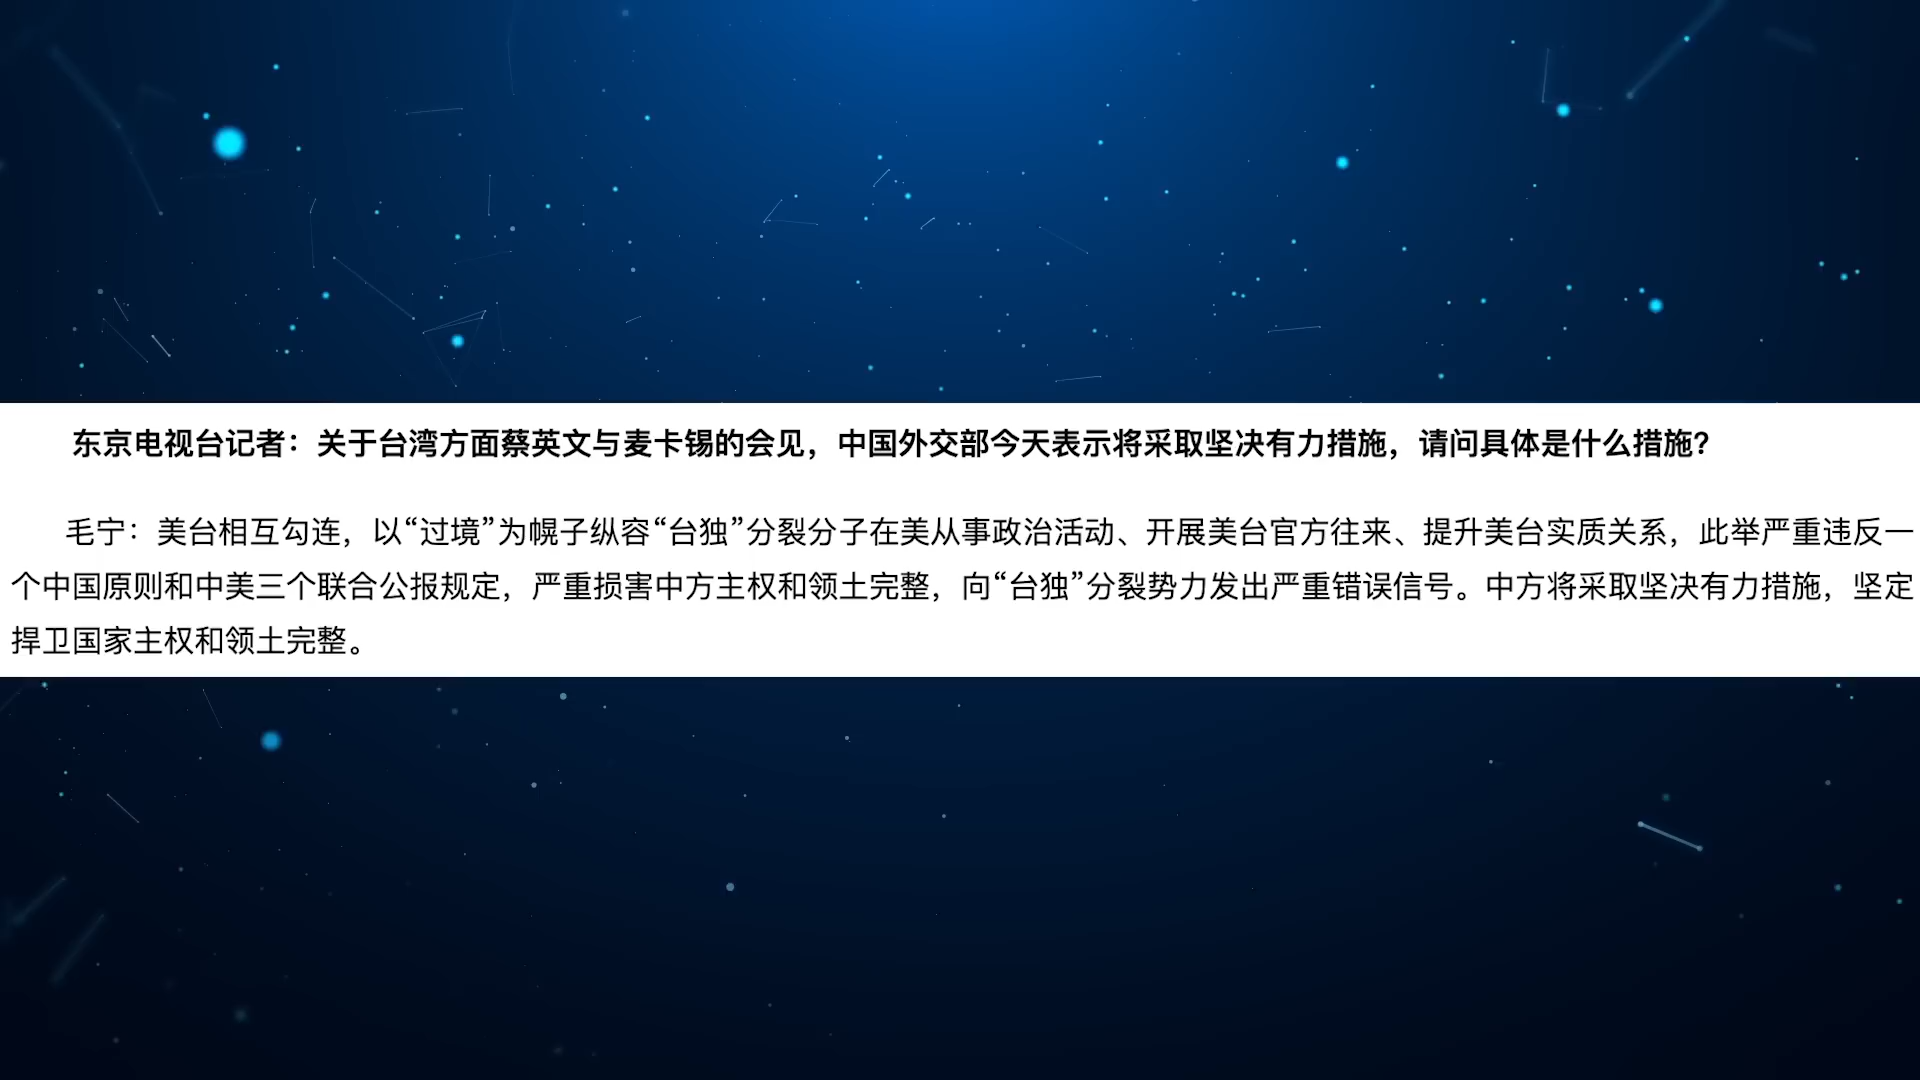 东京电视台记者：关于台湾方面蔡英文与麦卡锡的会见，中国外交部今天表示将采取坚决有力措施，请问具体是什么措施？
毛宁：美台相互勾连，以“过境”为幌子纵容“台独”分裂分子在美从事政治活动、开展美台官方往来、提升美台实质关系，此举严重违反一
个中国原则和中美三个联合公报规定，严重损害中方主权和领土完整，向“台独”分裂势力发出严重错误信号。中方将采取坚决有力措施，坚定
捍卫国家主权和领土完整。